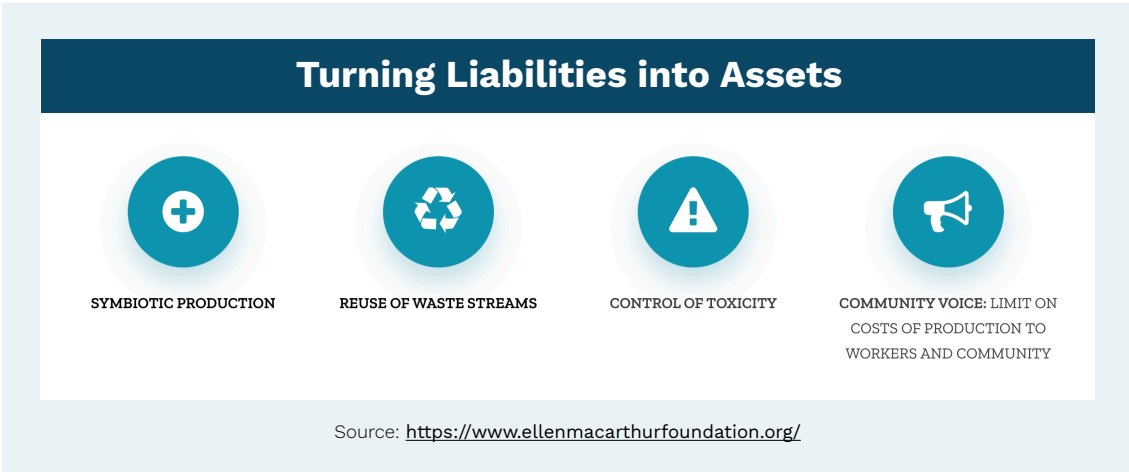 Turning Liabilities into Assets
SYMBIOTIC PRODUCTION
REUSE OF WASTE STREAMS
CONTROL OF TOXICITY
COMMUNITY VOICE: LIMIT ON
COSTS OF PRODUCTION TO
WORKERS AND COMMUNITY
Source: https://www.ellenmacarthurfoundation.org/